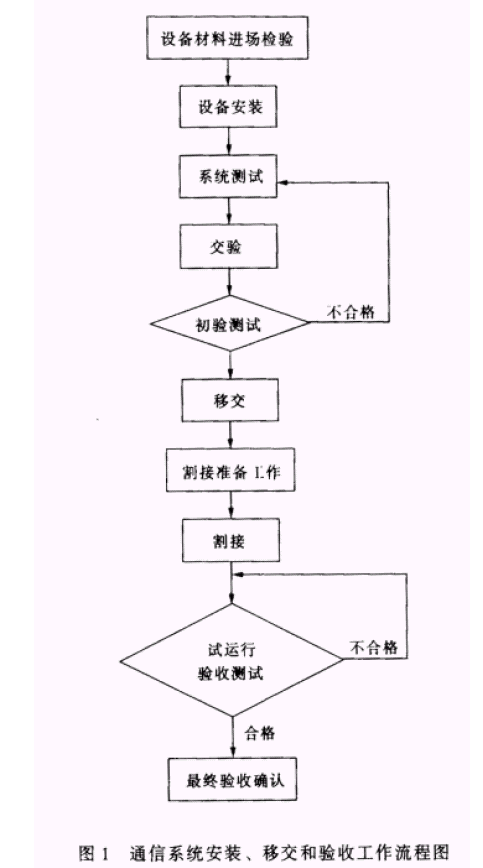 设备材料进场检验
设备安装
系统测试
交验
初验测试
不合格
移交
割接准备工作
割接
试运行
验收测试
不合格
合格
最终验收确认
图 1 通信系统安装、移交和验收工作流程图